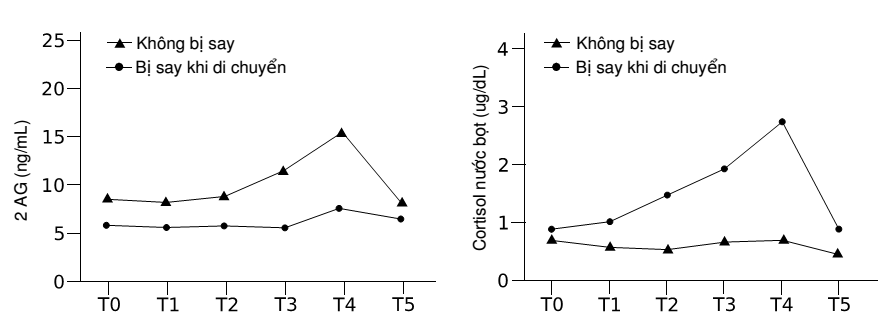 25
20
15
10
5
0
2 AG (ng/mL)
Không bị say
Bị say khi di chuyển
T0 T1 T2 T3 T4 T5
4
3
2
1
0
Cortisol nước bọt (ug/dL)
Không bị say
Bị say khi di chuyển
T0 T1 T2 T3 T4 T5